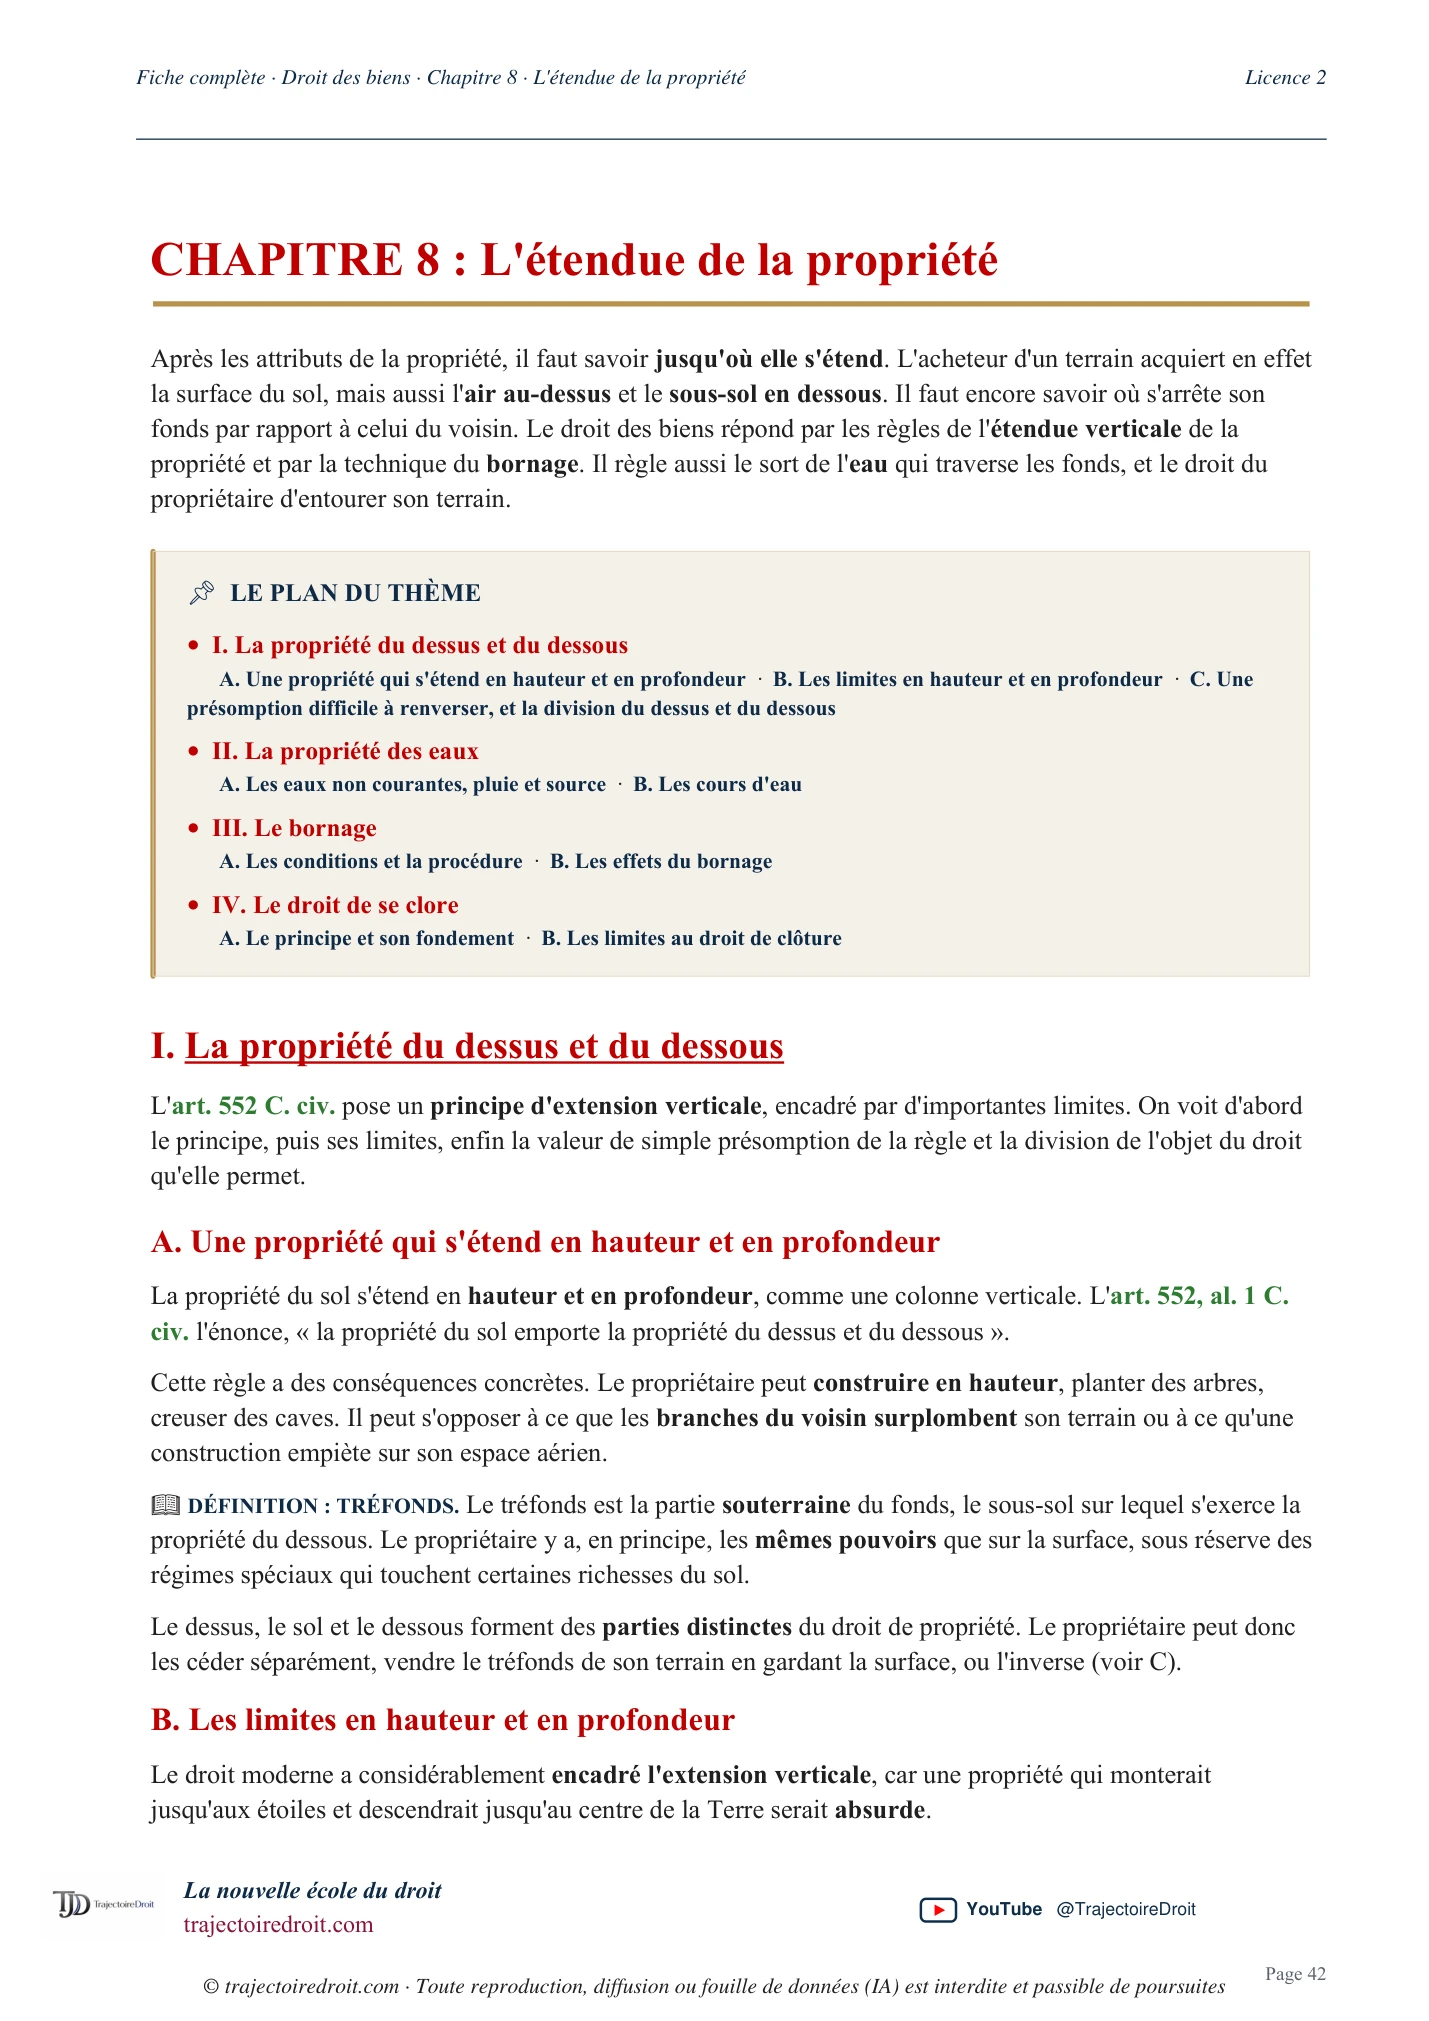 Fiche complète · Droit des biens · Chapitre 8 · L'étendue de la propriété
Licence 2
CHAPITRE 8 : L'étendue de la propriété
Après les attributs de la propriété, il faut savoir jusqu'où elle s'étend. L'acheteur d'un terrain acquiert en effet
la surface du sol, mais aussi l'air au-dessus et le sous-sol en dessous. Il faut encore savoir où s'arrête son
fonds par rapport à celui du voisin. Le droit des biens répond par les règles de l'étendue verticale de la
propriété et par la technique du bornage. Il règle aussi le sort de l'eau qui traverse les fonds, et le droit du
propriétaire d'entourer son terrain.
LE PLAN DU THÈME
• I. La propriété du dessus et du dessous
A. Une propriété qui s'étend en hauteur et en profondeur · B. Les limites en hauteur et en profondeur · C. Une
présomption difficile à renverser, et la division du dessus et du dessous
• II. La propriété des eaux
A. Les eaux non courantes, pluie et source · B. Les cours d'eau
• III. Le bornage
A. Les conditions et la procédure · B. Les effets du bornage
• IV. Le droit de se clore
A. Le principe et son fondement · B. Les limites au droit de clôture
I. La propriété du dessus et du dessous
L'art. 552 C. civ. pose un principe d'extension verticale, encadré par d'importantes limites. On voit d'abord
le principe, puis ses limites, enfin la valeur de simple présomption de la règle et la division de l'objet du droit
qu'elle permet.
A. Une propriété qui s'étend en hauteur et en profondeur
La propriété du sol s'étend en hauteur et en profondeur, comme une colonne verticale. L'art. 552, al. 1 C.
civ. l'énonce, « la propriété du sol emporte la propriété du dessus et du dessous ».
Cette règle a des conséquences concrètes. Le propriétaire peut construire en hauteur, planter des arbres,
creuser des caves. Il peut s'opposer à ce que les branches du voisin surplombent son terrain ou à ce qu'une
construction empiète sur son espace aérien.
DÉFINITION : TRÉFONDS. Le tréfonds est la partie souterraine du fonds, le sous-sol sur lequel s'exerce la
propriété du dessous. Le propriétaire y a, en principe, les mêmes pouvoirs que sur la surface, sous réserve des
régimes spéciaux qui touchent certaines richesses du sol.
Le dessus, le sol et le dessous forment des parties distinctes du droit de propriété. Le propriétaire peut donc
les céder séparément, vendre le tréfonds de son terrain en gardant la surface, ou l'inverse (voir C).
B. Les limites en hauteur et en profondeur
Le droit moderne a considérablement encadré l'extension verticale, car une propriété qui monterait
jusqu'aux étoiles et descendrait jusqu'au centre de la Terre serait absurde.
TJD TrajectoireDroit
La nouvelle école du droit
trajectoiredroit.com
YouTube @TrajectoireDroit
© trajectoiredroit.com · Toute reproduction, diffusion ou fouille de données (IA) est interdite et passible de poursuites
Page 42